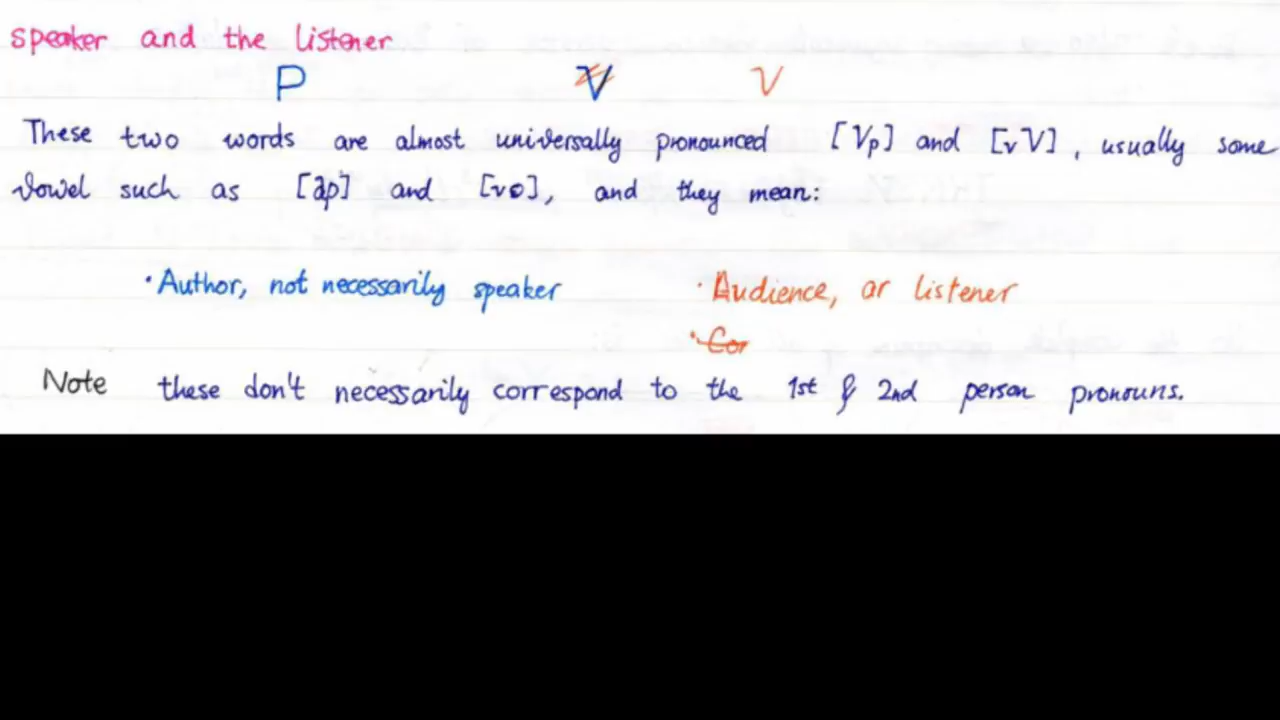 speaker and the listener
P V V
These two words are almost universally pronounced [Vp] and [vV], usually some
vowel such as [əp] and [və], and they mean:
· Author, not necessarily speaker · Audience, or listener
· Cor
Note these don't necessarily correspond to the 1st & 2nd person pronouns.